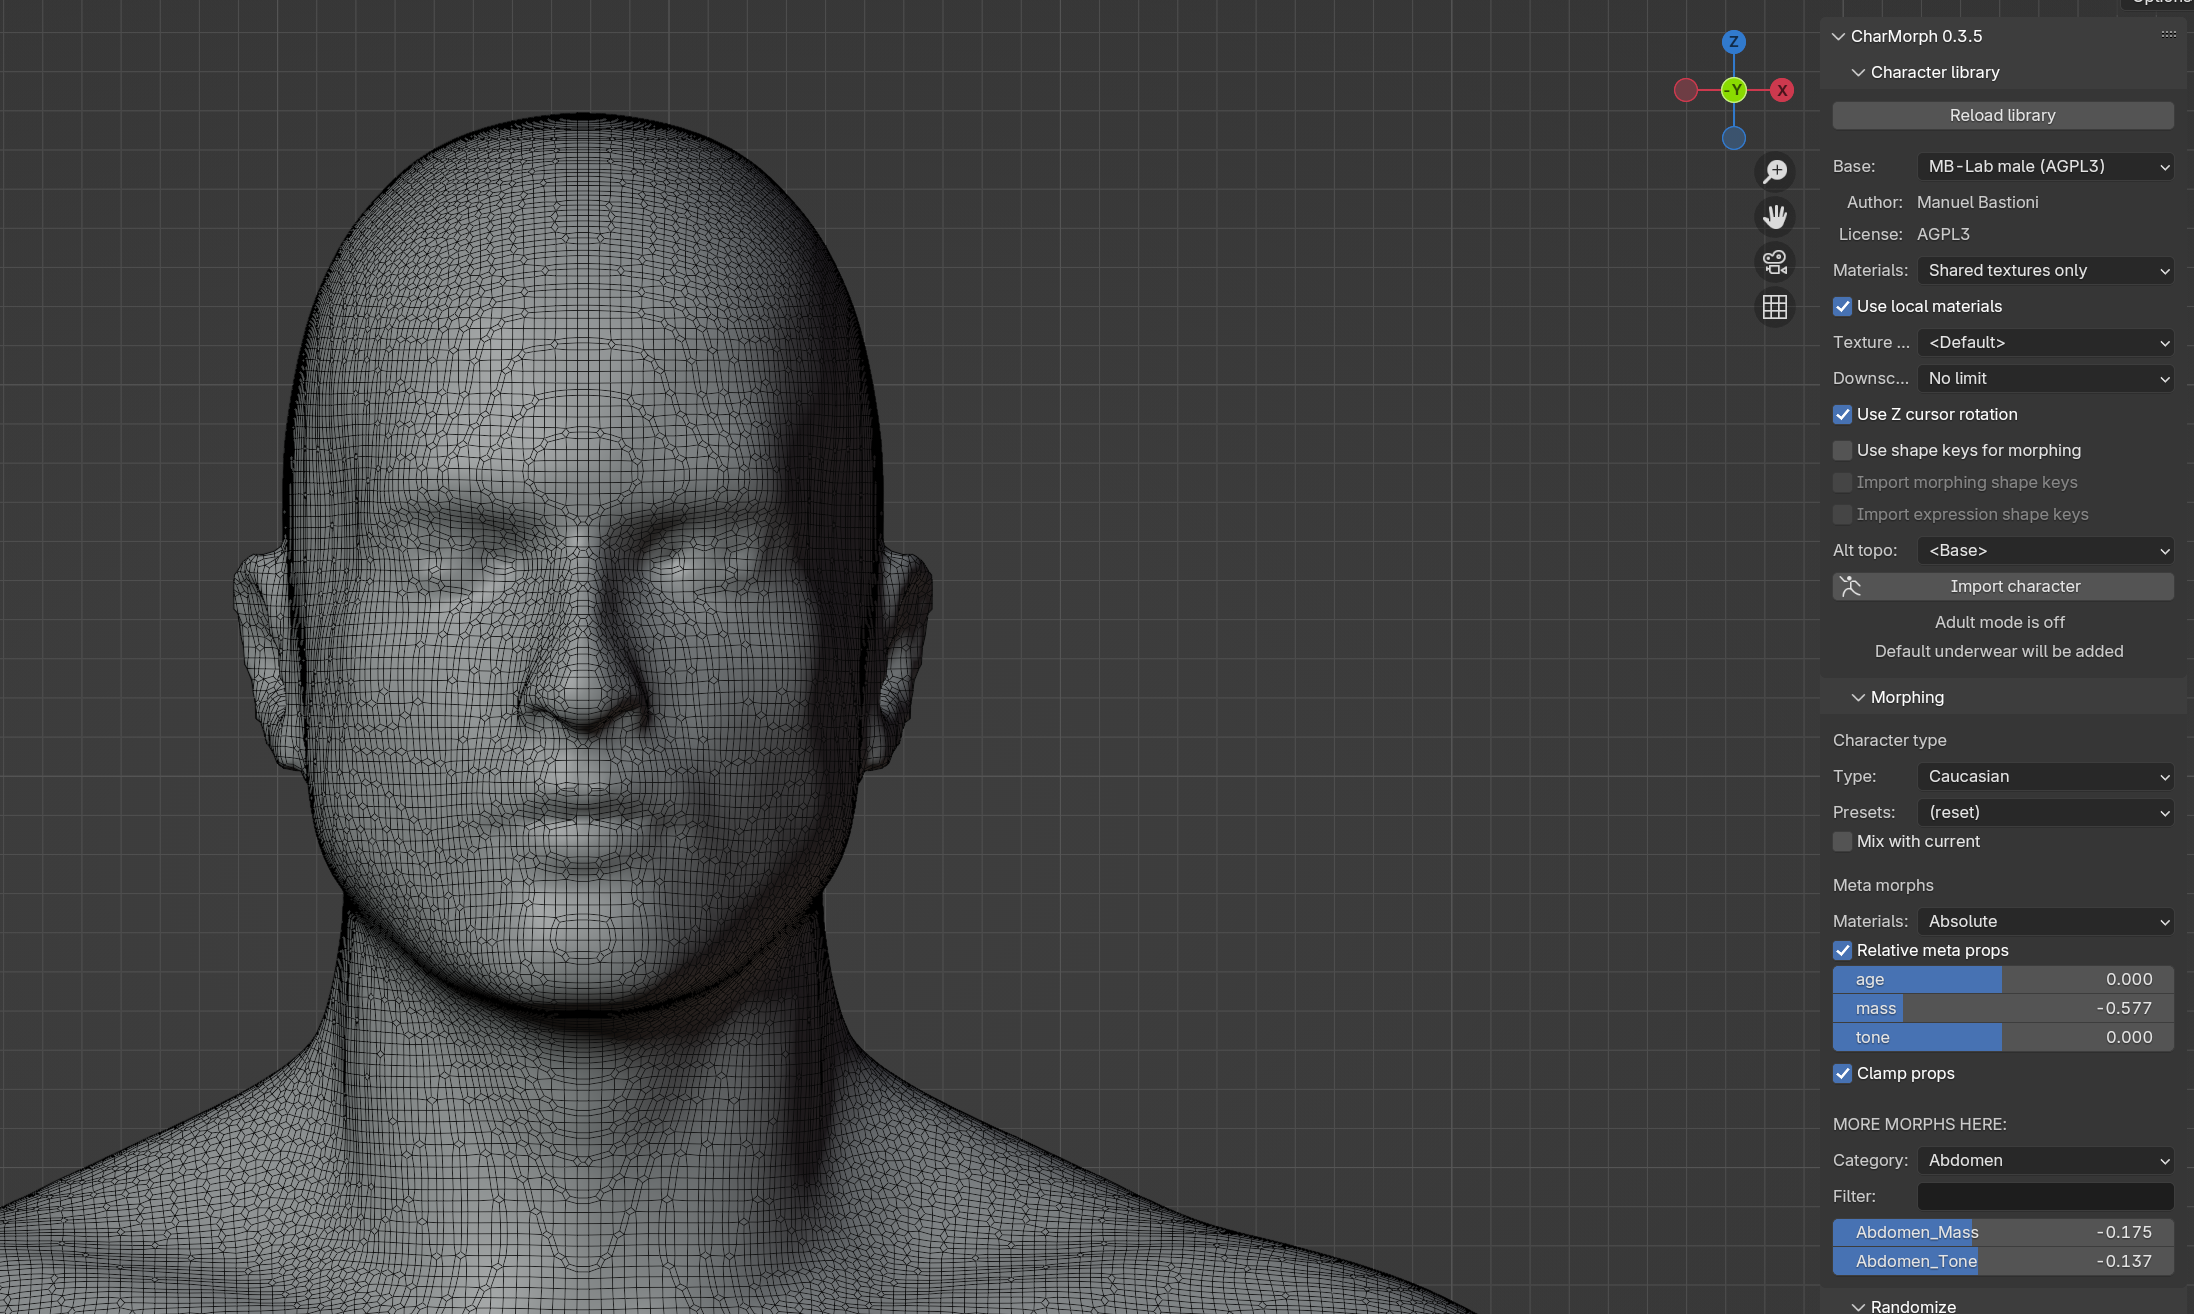 Options
CharMorph 0.3.5
Z
-Y
X
Character library
Reload library
Base: MB-Lab male (AGPL3)
Author: Manuel Bastioni
License: AGPL3
Materials: Shared textures only
Use local materials
Texture ... <Default>
Downsc... No limit
Use Z cursor rotation
Use shape keys for morphing
Import morphing shape keys
Import expression shape keys
Alt topo: <Base>
Import character
Adult mode is off
Default underwear will be added
Morphing
Character type
Type: Caucasian
Presets: (reset)
Mix with current
Meta morphs
Materials: Absolute
Relative meta props
age 0.000
mass -0.577
tone 0.000
Clamp props
MORE MORPHS HERE:
Category: Abdomen
Filter:
Abdomen_Mass -0.175
Abdomen_Tone -0.137
Randomize